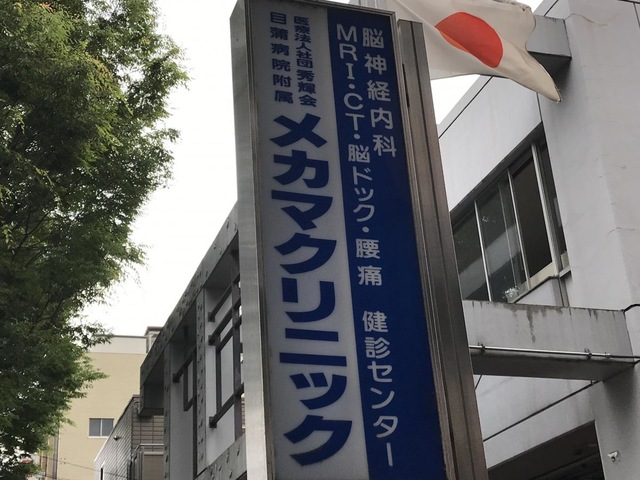 脳神経内科
MRI・CT・脳ドック・腰痛 健診センター
医療法人社団秀輝会
目蒲病院附属
メカマクリニック